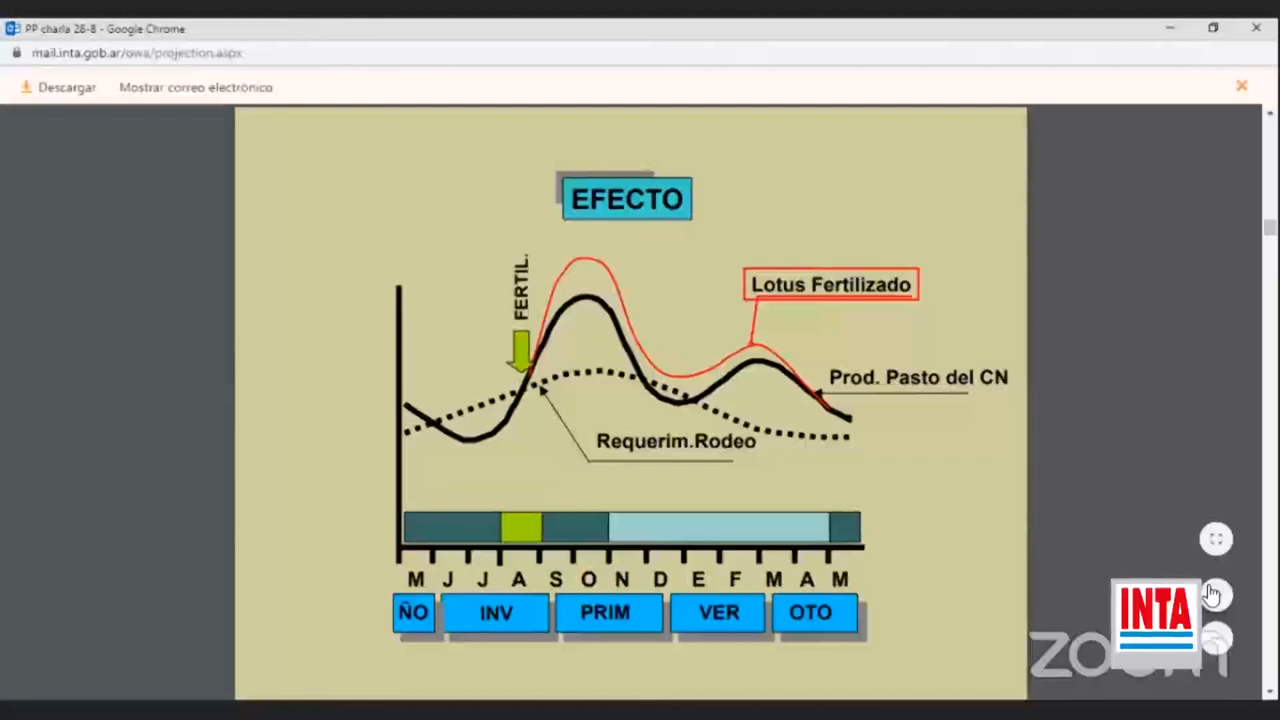 PP charla 28-8 - Google Chrome
mail.inta.gob.ar/owa/projection.aspx
Descargar Mostrar correo electrónico
EFECTO
FERTIL.
Lotus Fertilizado
Prod. Pasto del CN
Requerim.Rodeo
M J J A S O N D E F M A M
ÑO INV PRIM VER OTO
INTA
zoom